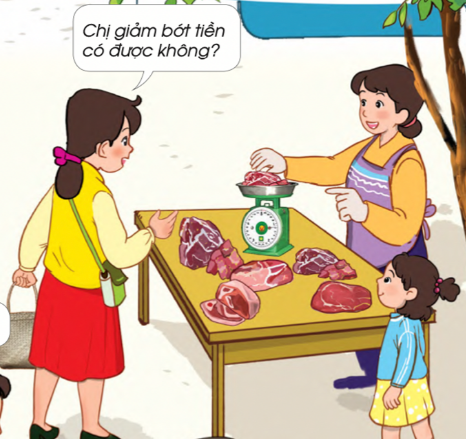 Chị giảm bớt tiền
có được không?